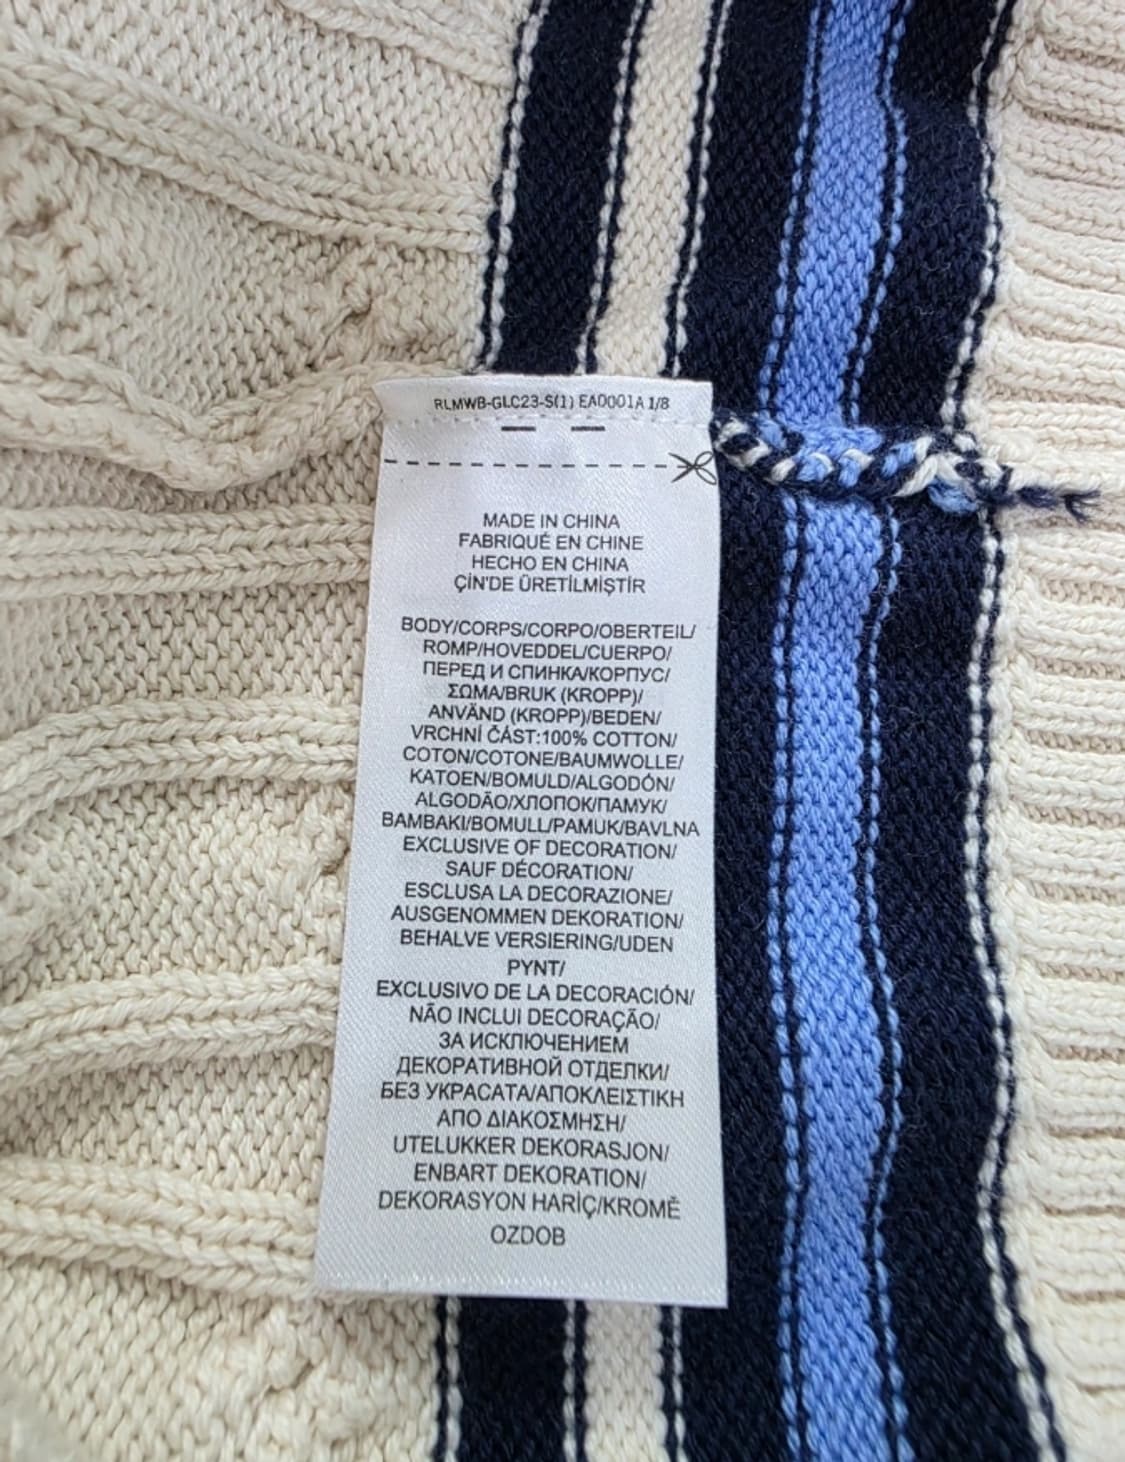 RLMWB-GLC23-S(1) EA0001A 1/8
MADE IN CHINA
FABRIQUÉ EN CHINE
HECHO EN CHINA
ÇİN'DE ÜRETİLMİŞTİR
BODY/CORPS/CORPO/OBERTEIL/
ROMP/HOVEDDEL/CUERPO/
ПЕРЕД И СПИНКА/КОРПУС/
ΣΩΜΑ/BRUK (KROPP)/
ANVÄND (KROPP)/BEDEN/
VRCHNÍ ČÁST:100% COTTON/
COTON/COTONE/BAUMWOLLE/
KATOEN/BOMULD/ALGODÓN/
ALGODÃO/ХЛОПОК/ПАМУК/
BAMBAKI/BOMULL/PAMUK/BAVLNA
EXCLUSIVE OF DECORATION/
SAUF DÉCORATION/
ESCLUSA LA DECORAZIONE/
AUSGENOMMEN DEKORATION/
BEHALVE VERSIERING/UDEN
PYNT/
EXCLUSIVO DE LA DECORACIÓN/
NÃO INCLUI DECORAÇÃO/
ЗА ИСКЛЮЧЕНИЕМ
ДЕКОРАТИВНОЙ ОТДЕЛКИ/
БЕЗ УКРАСАТА/ΑΠΟΚΛΕΙΣΤΙΚΗ
ΑΠΟ ΔΙΑΚΟΣΜΗΣΗ/
UTELUKKER DEKORASJON/
ENBART DEKORATION/
DEKORASYON HARİÇ/KROMĚ
OZDOB